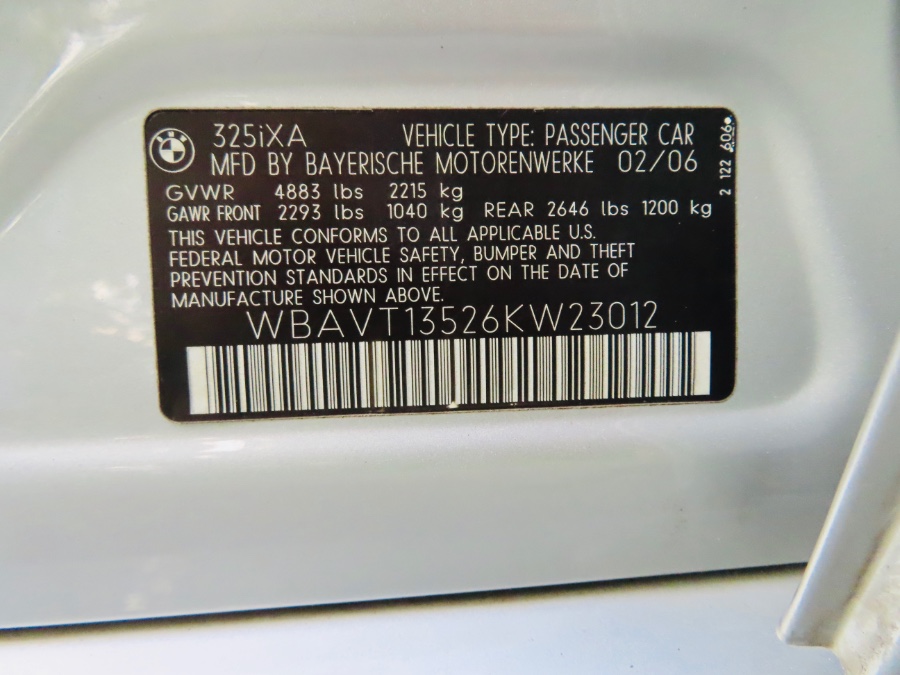 325iXA VEHICLE TYPE: PASSENGER CAR
MFD BY BAYERISCHE MOTORENWERKE 02/06
GVWR 4883 lbs 2215 kg
GAWR FRONT 2293 lbs 1040 kg REAR 2646 lbs 1200 kg
THIS VEHICLE CONFORMS TO ALL APPLICABLE U.S.
FEDERAL MOTOR VEHICLE SAFETY, BUMPER AND THEFT
PREVENTION STANDARDS IN EFFECT ON THE DATE OF
MANUFACTURE SHOWN ABOVE.
WBAVT13526KW23012
2 122 606